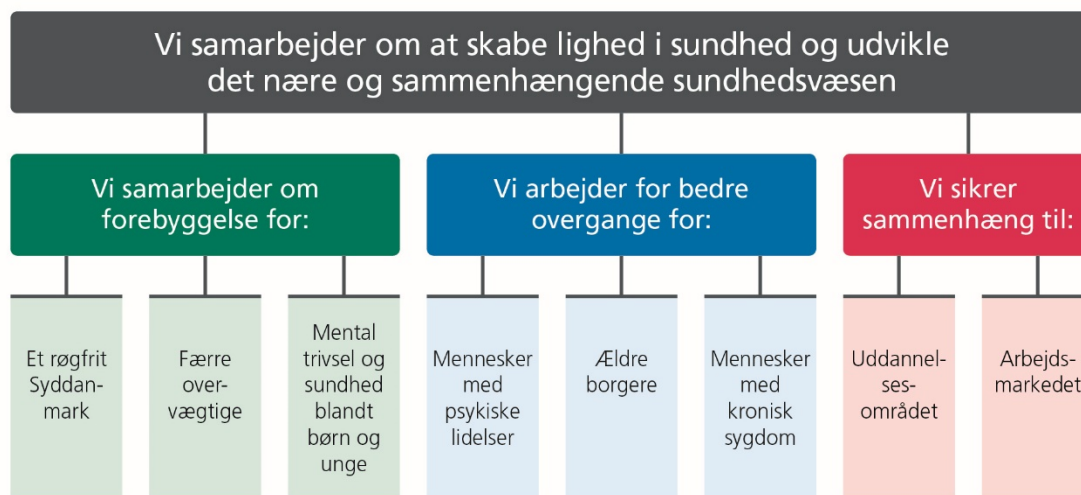 Vi samarbejder om at skabe lighed i sundhed og udvikle
det nære og sammenhængende sundhedsvæsen
Vi samarbejder om
forebyggelse for:
Vi arbejder for bedre
overgange for:
Vi sikrer
sammenhæng til:
Et røgfrit
Syddan-
mark
Færre
over-
vægtige
Mental
trivsel og
sundhed
blandt
børn og
unge
Mennesker
med
psykiske
lidelser
Ældre
borgere
Mennesker
med
kronisk
sygdom
Uddannel-
ses-
området
Arbejds-
markedet